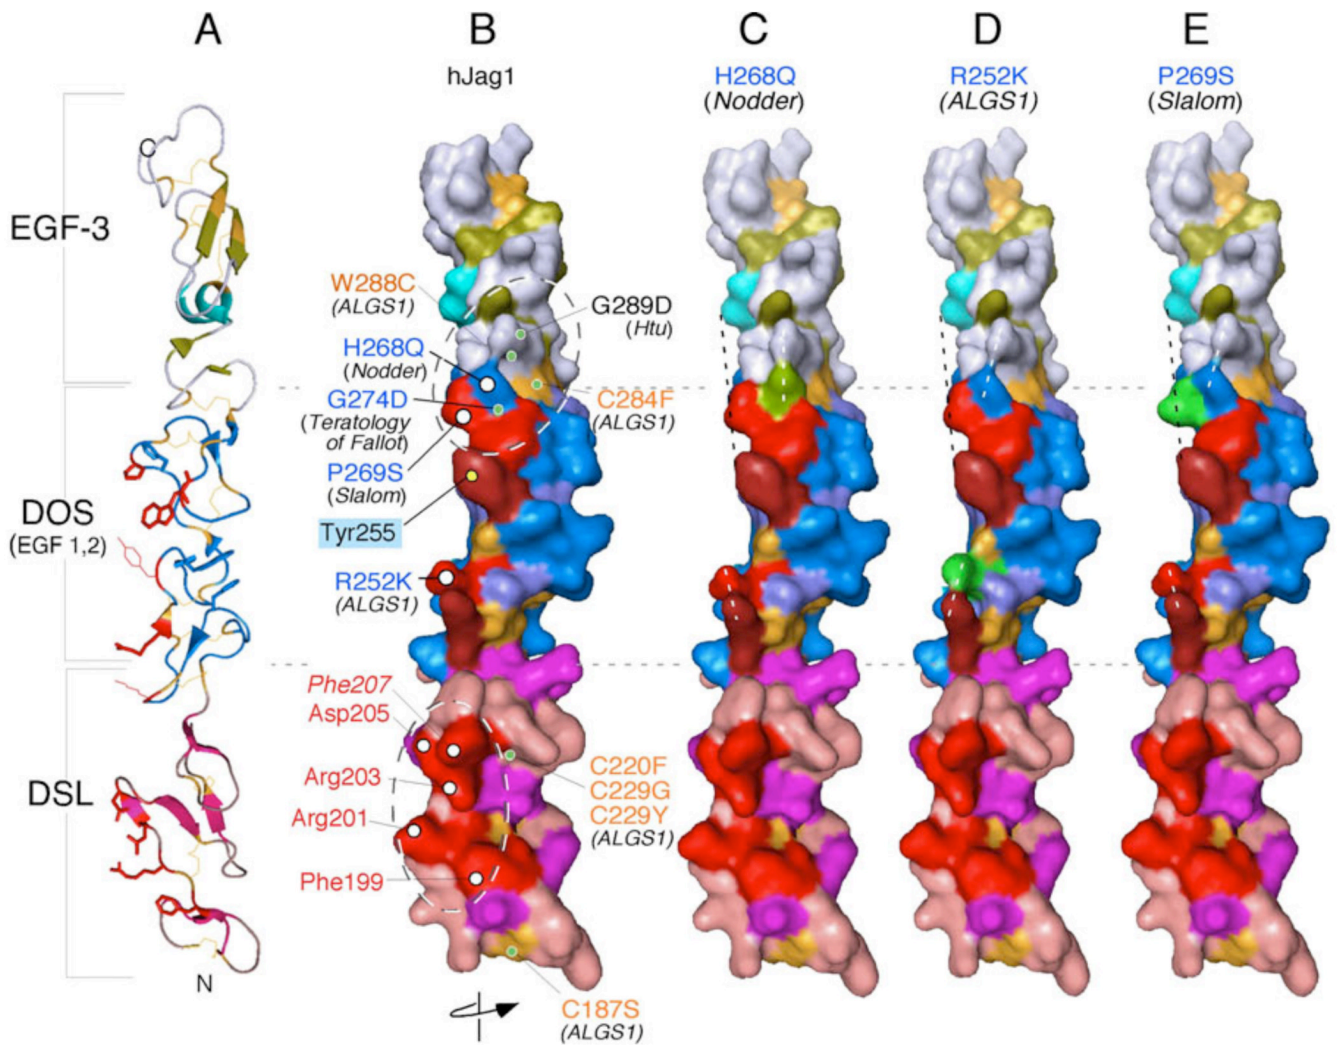 A
B
C
D
E
hJag1
H268Q
(Nodder)
R252K
(ALGS1)
P269S
(Slalom)
C
EGF-3
W288C
(ALGS1)
G289D
(Htu)
H268Q
(Nodder)
G274D
(Teratology
of Fallot)
C284F
(ALGS1)
P269S
(Slalom)
DOS
(EGF 1,2)
Tyr255
R252K
(ALGS1)
Phe207
Asp205
Arg203
Arg201
Phe199
C220F
C229G
C229Y
(ALGS1)
DSL
N
C187S
(ALGS1)